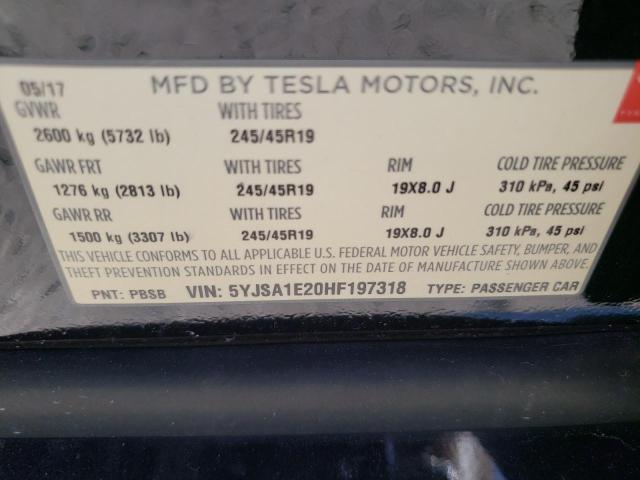 05/17 MFD BY TESLA MOTORS, INC.
GVWR WITH TIRES
2600 kg (5732 lb) 245/45R19
GAWR FRT WITH TIRES RIM COLD TIRE PRESSURE
1276 kg (2813 lb) 245/45R19 19X8.0 J 310 kPa, 45 psi
GAWR RR WITH TIRES RIM COLD TIRE PRESSURE
1500 kg (3307 lb) 245/45R19 19X8.0 J 310 kPa, 45 psi
THIS VEHICLE CONFORMS TO ALL APPLICABLE U.S. FEDERAL MOTOR VEHICLE SAFETY, BUMPER, AND
THEFT PREVENTION STANDARDS IN EFFECT ON THE DATE OF MANUFACTURE SHOWN ABOVE.
PNT: PBSB VIN: 5YJSA1E20HF197318 TYPE: PASSENGER CAR